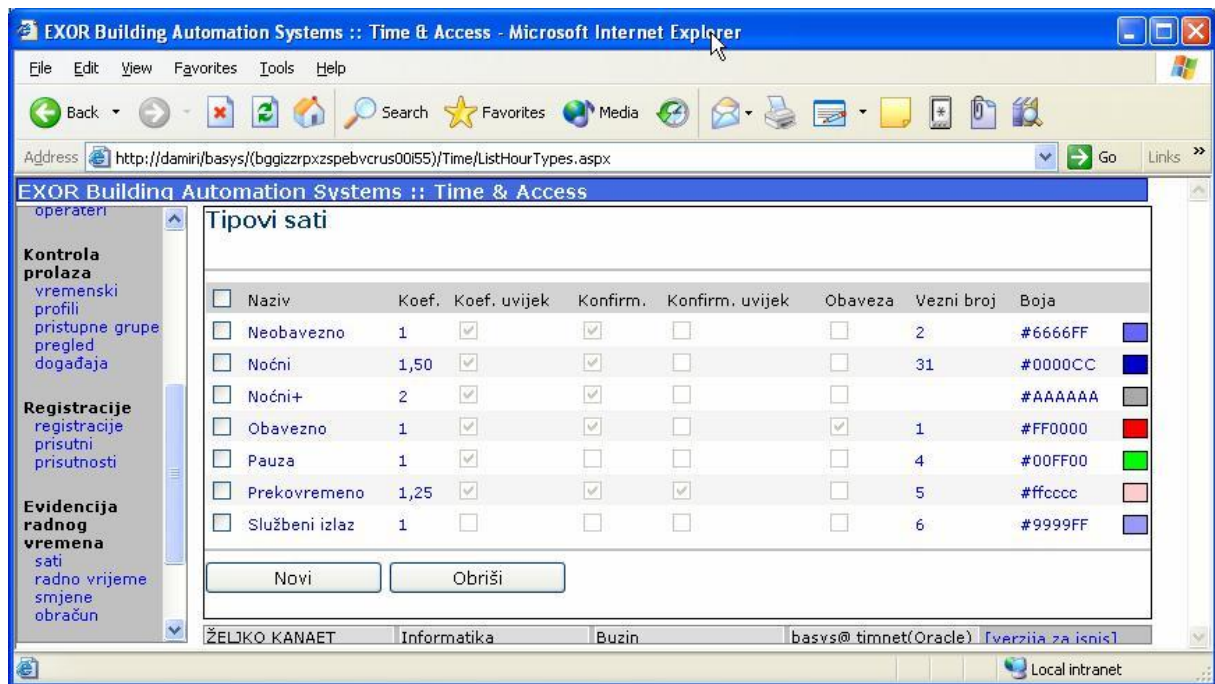 EXOR Building Automation Systems :: Time & Access - Microsoft Internet Explorer
File Edit View Favorites Tools Help
Back Search Favorites Media
Address http://damiri/basys/(bggizzrpxzspebvcrus00i55)/Time/ListHourTypes.aspx Go Links »
EXOR Building Automation Systems :: Time & Access
operateri
Kontrola
prolaza
vremenski
profili
pristupne grupe
pregled
događaja
Registracije
registracije
prisutni
prisutnosti
Evidencija
radnog
vremena
sati
radno vrijeme
smjene
obračun
Tipovi sati
Naziv Koef. Koef. uvijek Konfirm. Konfirm. uvijek Obaveza Vezni broj Boja
Neobavezno 1 2 #6666FF
Noćni 1,50 31 #0000CC
Noćni+ 2 #AAAAAA
Obavezno 1 1 #FF0000
Pauza 1 4 #00FF00
Prekovremeno 1,25 5 #ffcccc
Službeni izlaz 1 6 #9999FF
Novi Obriši
ŽELJKO KANAET Informatika Buzin basys@ timnet(Oracle) [verzija za ispis]
Local intranet